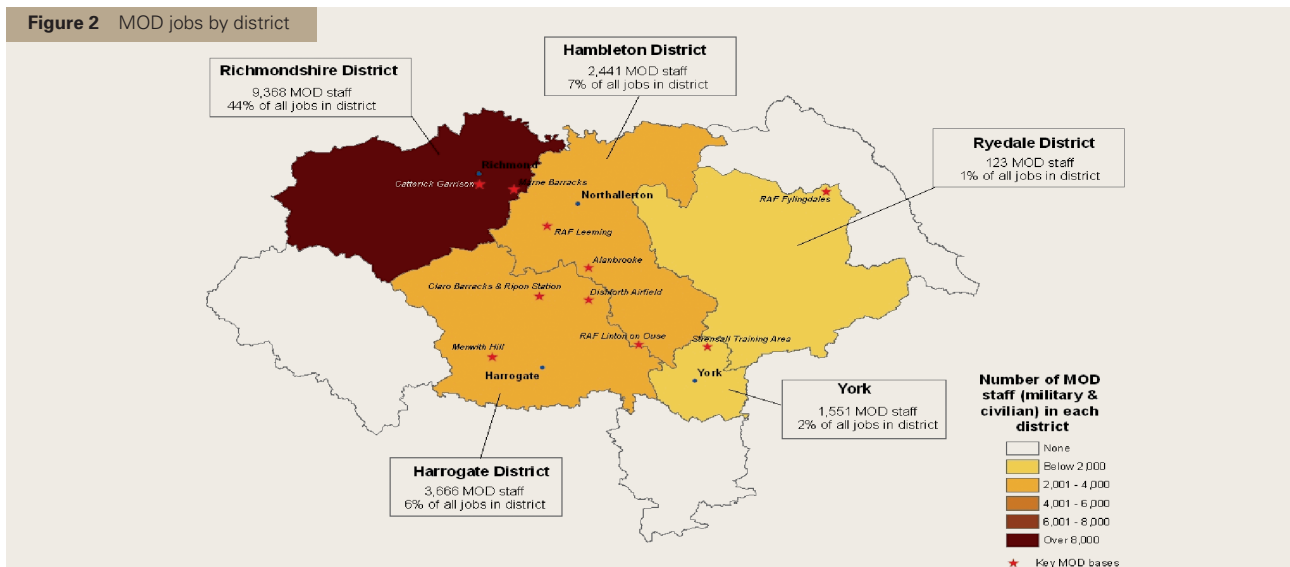 Figure 2 MOD jobs by district
Hambleton District
2,441 MOD staff
7% of all jobs in district
Richmondshire District
9,368 MOD staff
44% of all jobs in district
Ryedale District
123 MOD staff
1% of all jobs in district
Richmond
Catterick Garrison
Marne Barracks
Northallerton
RAF Fylingdales
RAF Leeming
Alanbrooke
Claro Barracks & Ripon Station
Dishforth Airfield
RAF Linton on Ouse
Strensall Training Area
Menwith Hill
Harrogate
York
York
1,551 MOD staff
2% of all jobs in district
Harrogate District
3,666 MOD staff
6% of all jobs in district
Number of MOD
staff (military &
civilian) in each
district
None
Below 2,000
2,001 - 4,000
4,001 - 6,000
6,001 - 8,000
Over 8,000
Key MOD bases